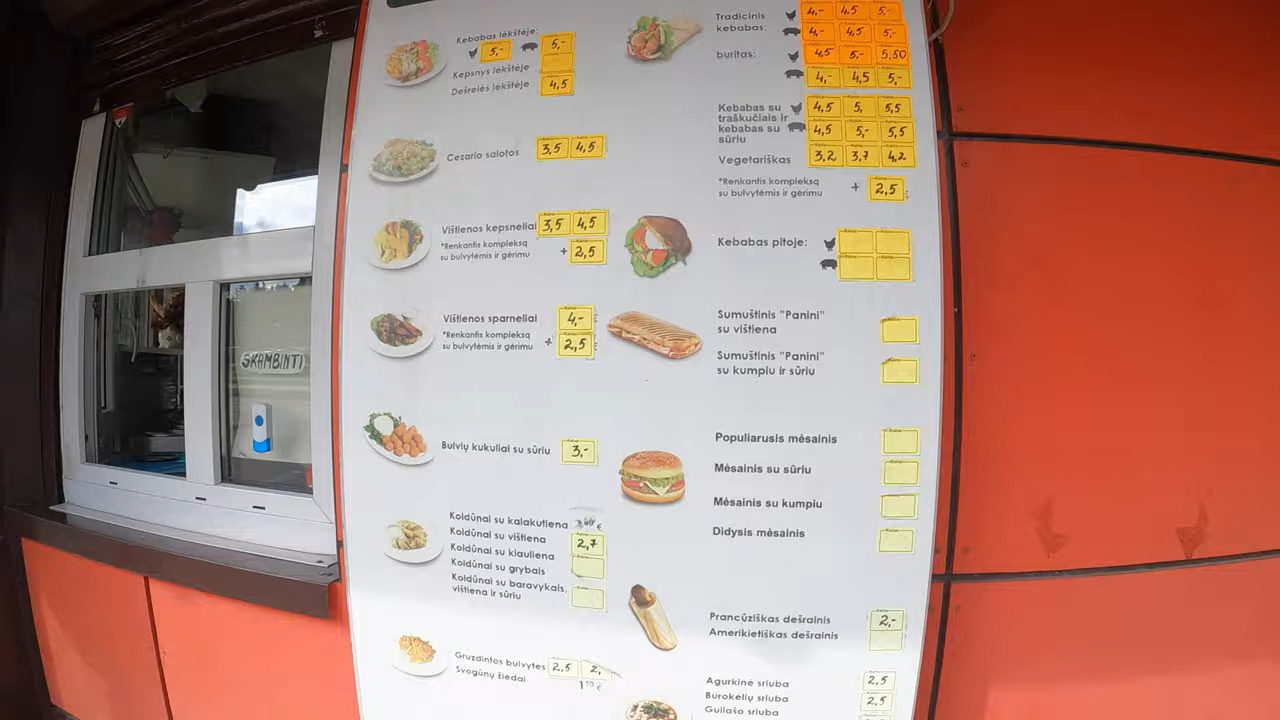 SKAMBINTI
Kebabas lėkštėje:
5,- 5,-
Kepsnys lėkštėje
Dešrelės lėkštėje 4,5
Cezario salotos 3,5 4,5
Vištienos kepsneliai 3,5 4,5
*Renkantis kompleksą
su bulvytėmis ir gėrimu + 2,5
Vištienos sparneliai 4,-
*Renkantis kompleksą
su bulvytėmis ir gėrimu + 2,5
Bulvių kukuliai su sūriu 3,-
Koldūnai su kalakutiena €
Koldūnai su vištiena 2,7
Koldūnai su kiauliena
Koldūnai su grybais
Koldūnai su baravykais,
vištiena ir sūriu
Gruzdintos bulvytės 2,5 2,
Svogūnų žiedai 1 50 €
Tradicinis 4,- 4,5 5,-
kebabas: 4,- 4,5 5,-
buritas: 4,5 5,- 5,50
4,- 4,5 5,-
Kebabas su 4,5 5, 5,5
traškučiais ir
kebabas su 4,5 5,- 5,5
sūriu
Vegetariškas 3,2 3,7 4,2
*Renkantis kompleksą
su bulvytėmis ir gėrimu + 2,5
Kebabas pitoje:
Sumuštinis "Panini"
su vištiena
Sumuštinis "Panini"
su kumpiu ir sūriu
Populiarusis mėsainis
Mėsainis su sūriu
Mėsainis su kumpiu
Didysis mėsainis
Prancūziškas dešrainis 2,-
Amerikietiškas dešrainis
Agurkinė sriuba 2,5
Burokėlių sriuba 2,5
Guliašo sriuba